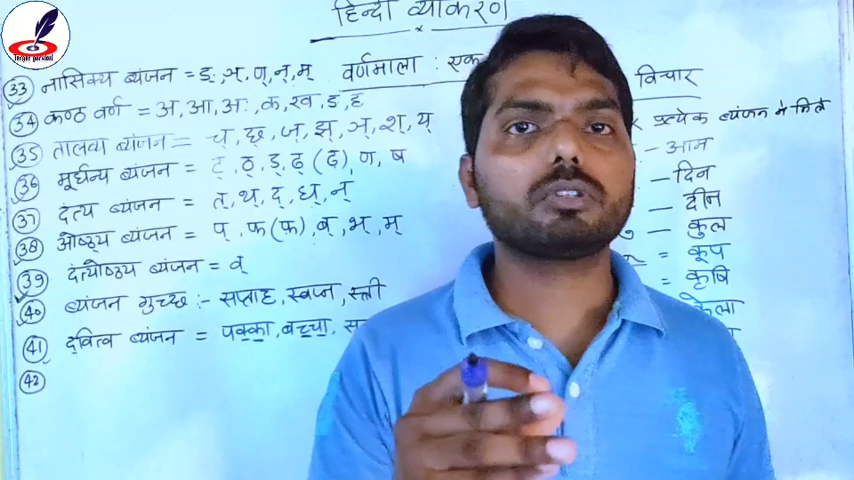 हिन्दी व्याकरण
वर्णमाला : एक
विचार
33 नासिक्य व्यंजन = ङ्, ञ्, ण्, न्, म्
34 कण्ठ वर्ण = अ, आ, अः, क, ख, ङ, ह
35 तालव्य व्यंजन = च्, छ्, ज्, झ्, ञ्, श्, य्
36 मूर्धन्य व्यंजन = ट्, ठ्, ड्, ढ् (ढ़), ण, ष
37 दंत्य व्यंजन = त्, थ्, द्, ध्, न्
38 ओष्ठ्य व्यंजन = प्, फ (फ़), ब्, भ्, म्
39 दंत्योष्ठ्य व्यंजन = व्
40 व्यंजन गुच्छ :- सप्ताह, स्वप्न, स्त्री
41 द्वित्व व्यंजन = पक्का, बच्चा, स
42
प्रत्येक व्यंजन में मिले
- आम
- दिन
- दीन
कुल
= कूप
= कृषि
केला